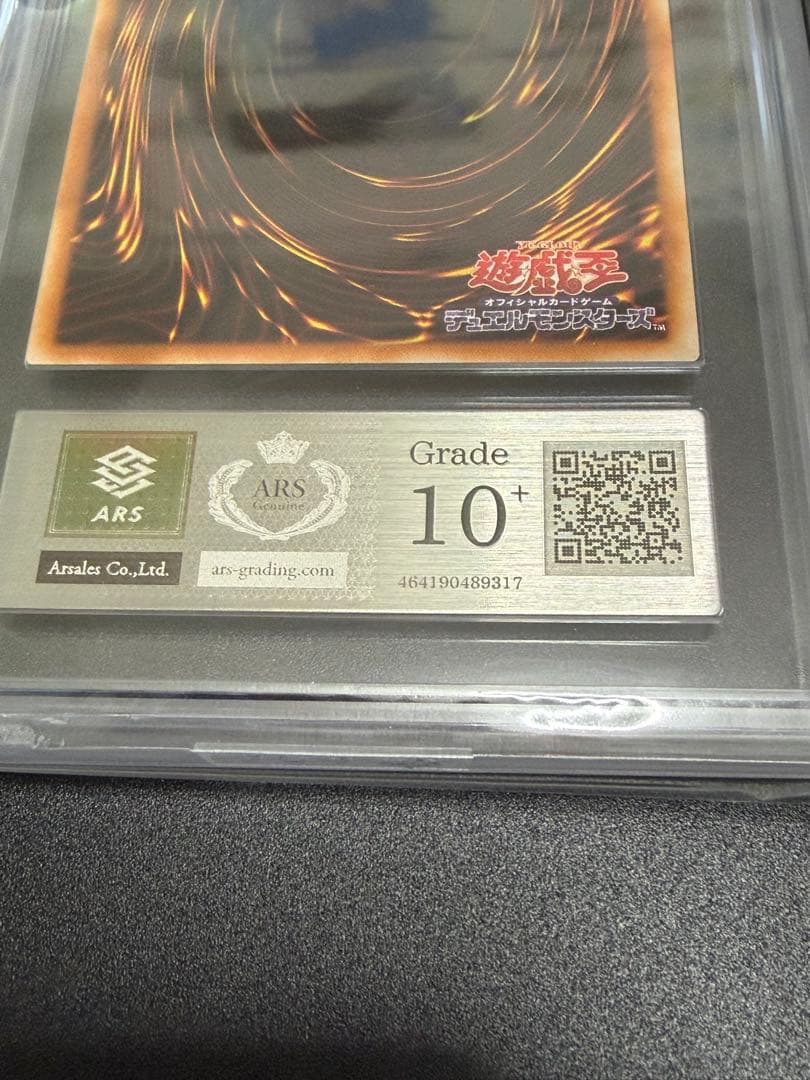 YU-GI-OH!
遊戯王
オフィシャルカードゲーム
デュエルモンスターズ™
ARS
Arsales Co.,Ltd.
ARS
Genuine
ars-grading.com
Grade
10+
464190489317